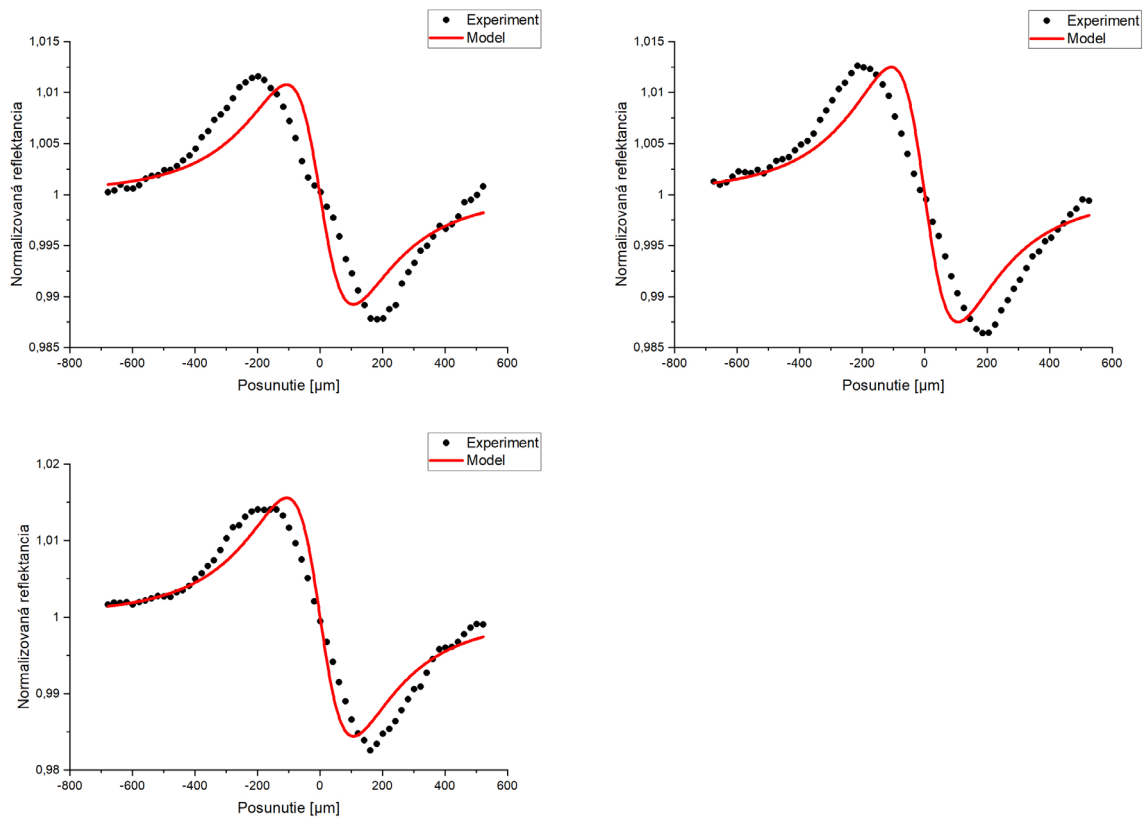 Experiment
Model
1,015
1,01
1,005
1
0,995
0,99
0,985
Normalizovaná reflektancia
-800 -600 -400 -200 0 200 400 600
Posunutie [µm]
Experiment
Model
1,015
1,01
1,005
1
0,995
0,99
0,985
Normalizovaná reflektancia
-800 -600 -400 -200 0 200 400 600
Posunutie [µm]
Experiment
Model
1,02
1,01
1
0,99
0,98
Normalizovaná reflektancia
-800 -600 -400 -200 0 200 400 600
Posunutie [µm]